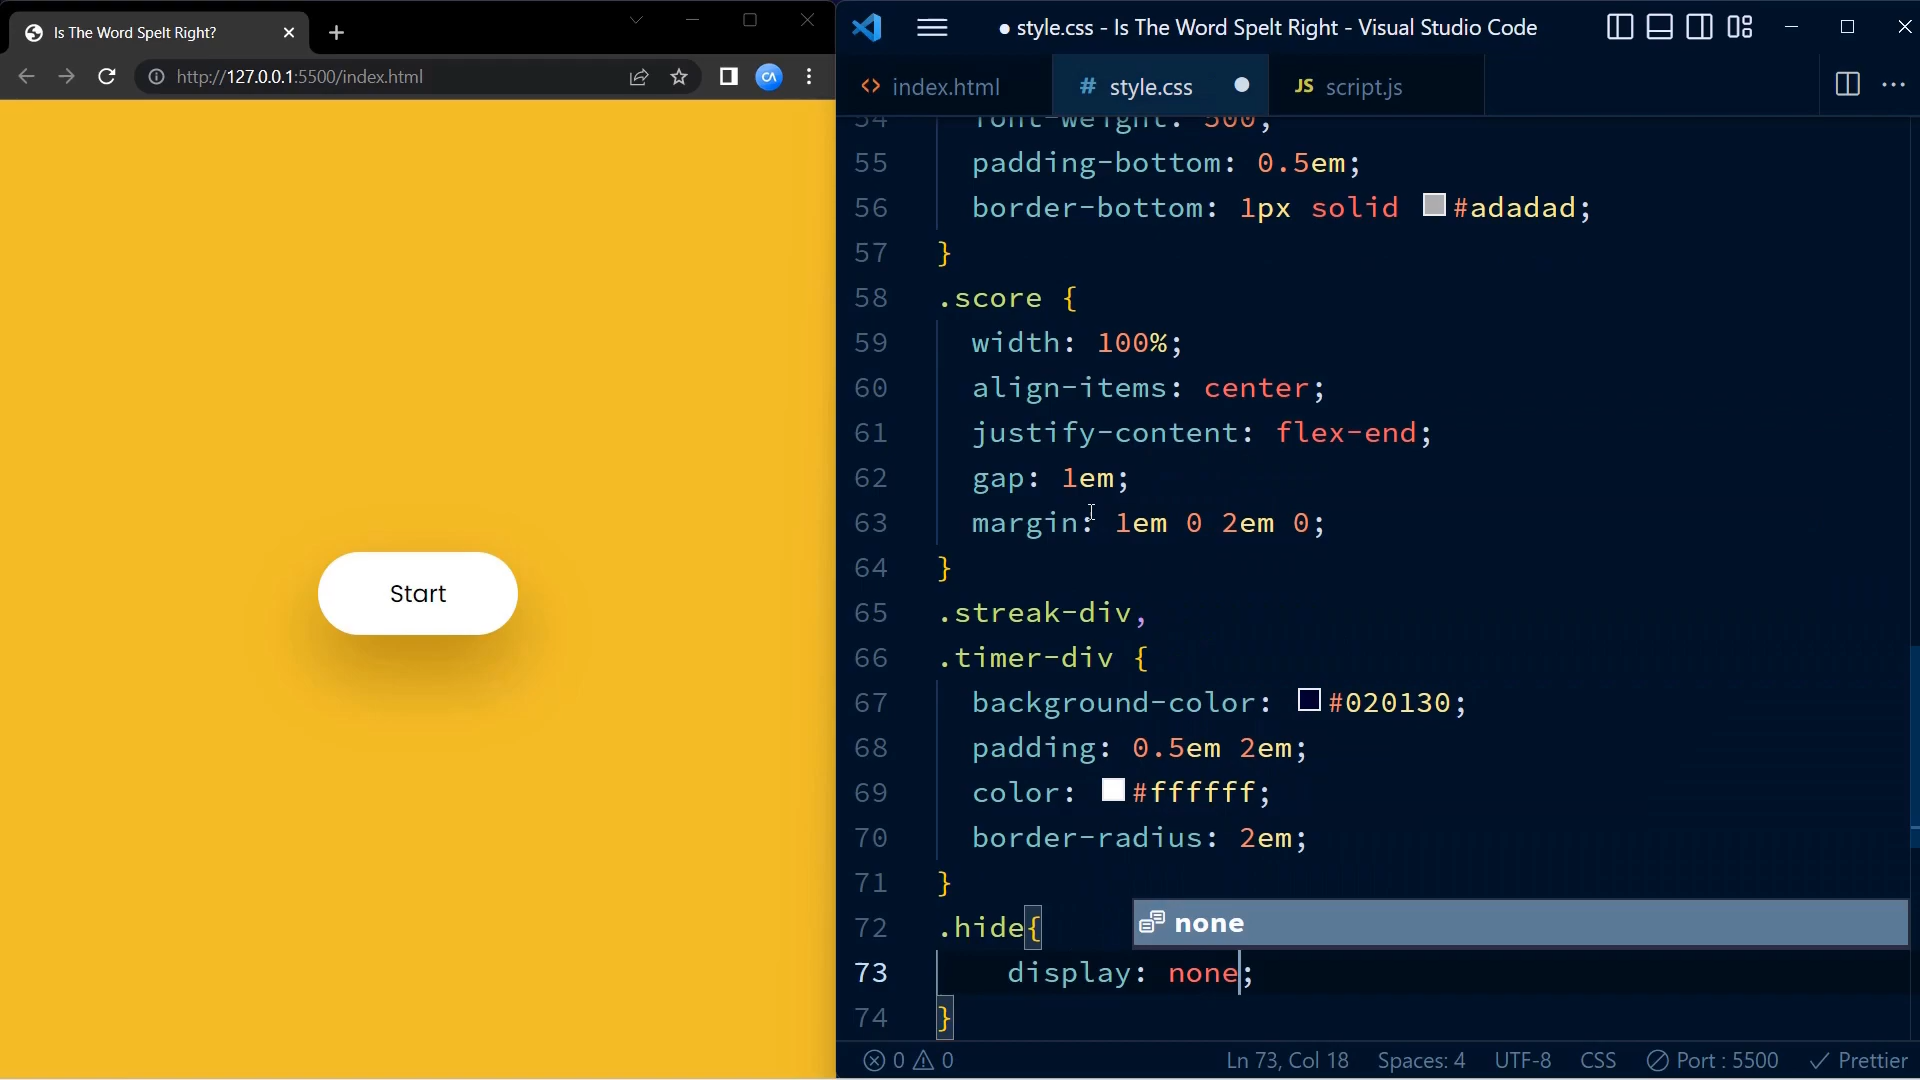 Is The Word Spelt Right?
http://127.0.0.1:5500/index.html
CA
Start
● style.css - Is The Word Spelt Right - Visual Studio Code
index.html
# style.css
JS script.js
54 font-weight: 500;
55 padding-bottom: 0.5em;
56 border-bottom: 1px solid #adadad;
57 }
58 .score {
59 width: 100%;
60 align-items: center;
61 justify-content: flex-end;
62 gap: 1em;
63 margin: 1em 0 2em 0;
64 }
65 .streak-div,
66 .timer-div {
67 background-color: #020130;
68 padding: 0.5em 2em;
69 color: #ffffff;
70 border-radius: 2em;
71 }
72 .hide{
none
73 display: none;
74 }
0 0 Ln 73, Col 18 Spaces: 4 UTF-8 CSS Port : 5500 Prettier